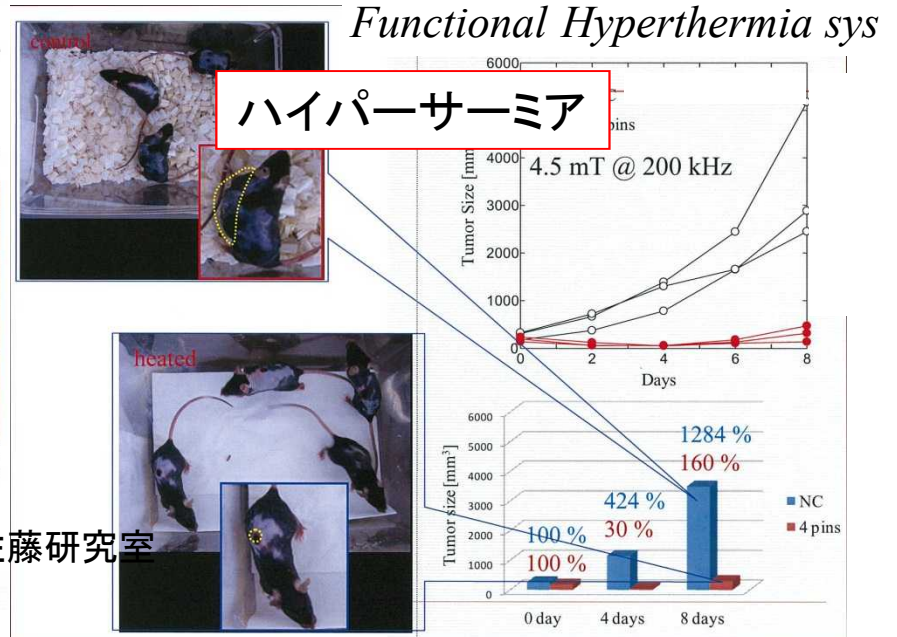 Functional Hyperthermia sys
control
ハイパーサーミア
pins
4.5 mT @ 200 kHz
Tumor Size [mm
6000
4000
3000
2000
1000
0
0 2 4 6 8
Days
heated
藤研究室
Tumor size [mm³]
6000
5000
4000
3000
2000
1000
0
100 %
100 %
424 %
30 %
1284 %
160 %
NC
4 pins
0 day 4 days 8 days